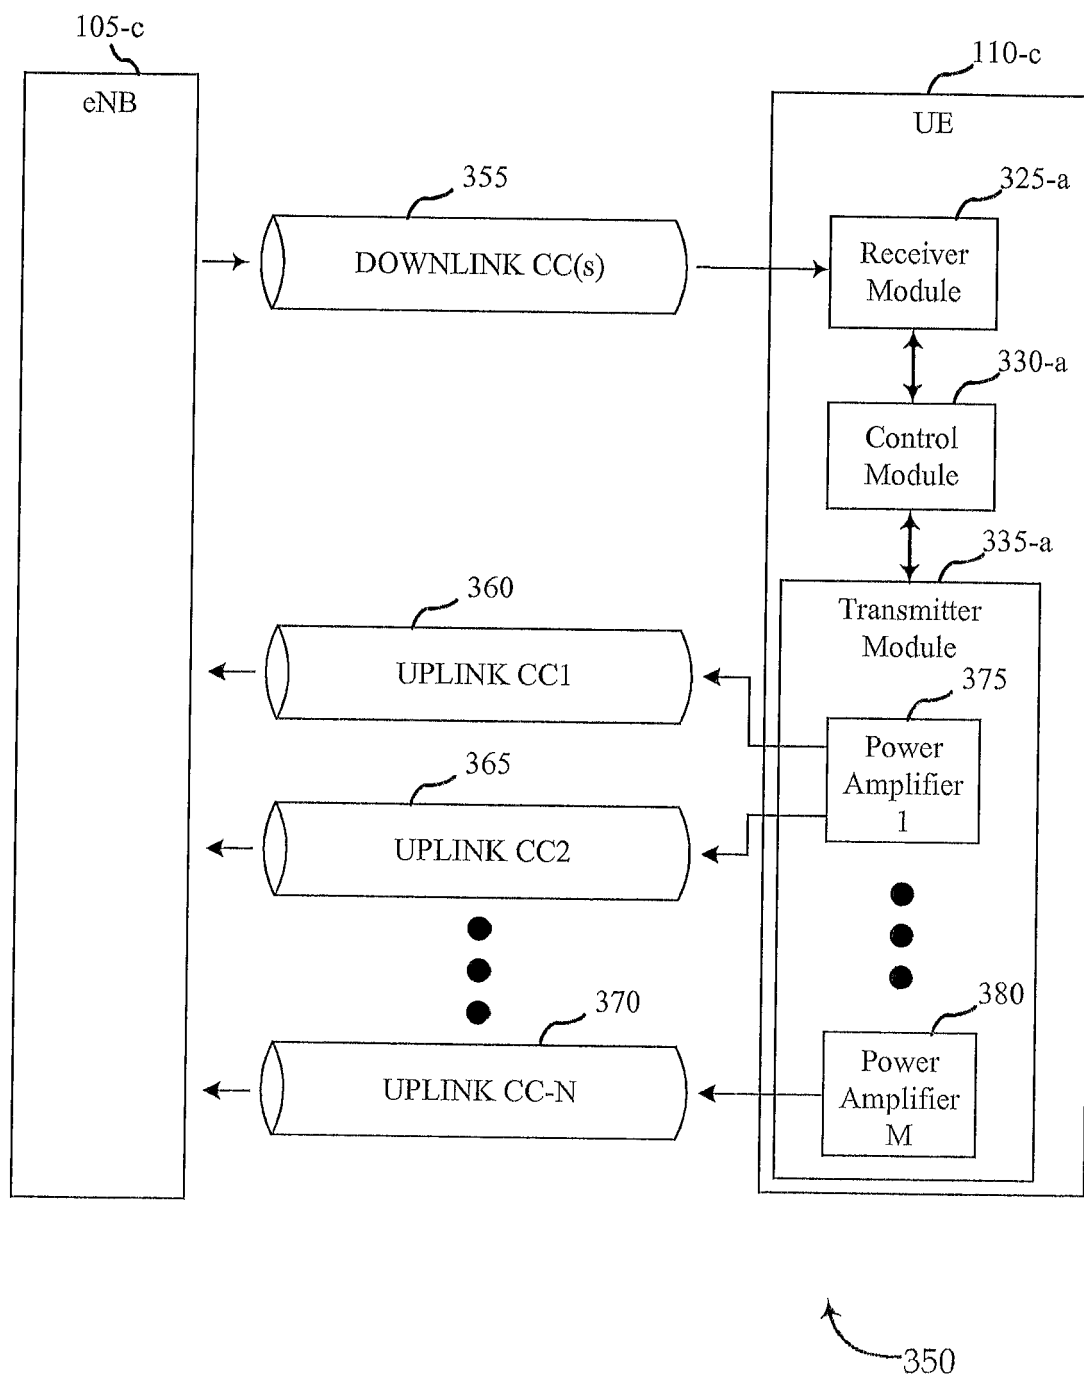 105-c
eNB
110-c
UE
355
DOWNLINK CC(s)
325-a
Receiver
Module
330-a
Control
Module
335-a
Transmitter
Module
360
UPLINK CC1
375
Power
Amplifier
1
365
UPLINK CC2
370
UPLINK CC-N
380
Power
Amplifier
M
350